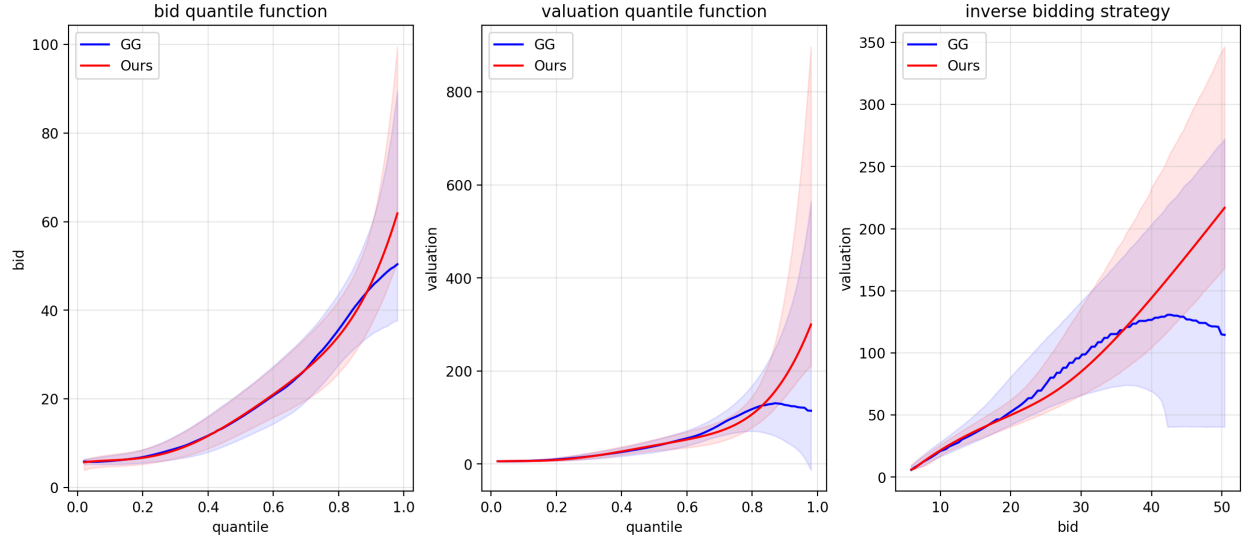 bid quantile function
GG
Ours
bid
100
80
60
40
20
0
0.0 0.2 0.4 0.6 0.8 1.0
quantile
valuation quantile function
GG
Ours
valuation
800
600
400
200
0
0.0 0.2 0.4 0.6 0.8 1.0
quantile
inverse bidding strategy
GG
Ours
valuation
350
300
250
200
150
100
50
0
10 20 30 40 50
bid